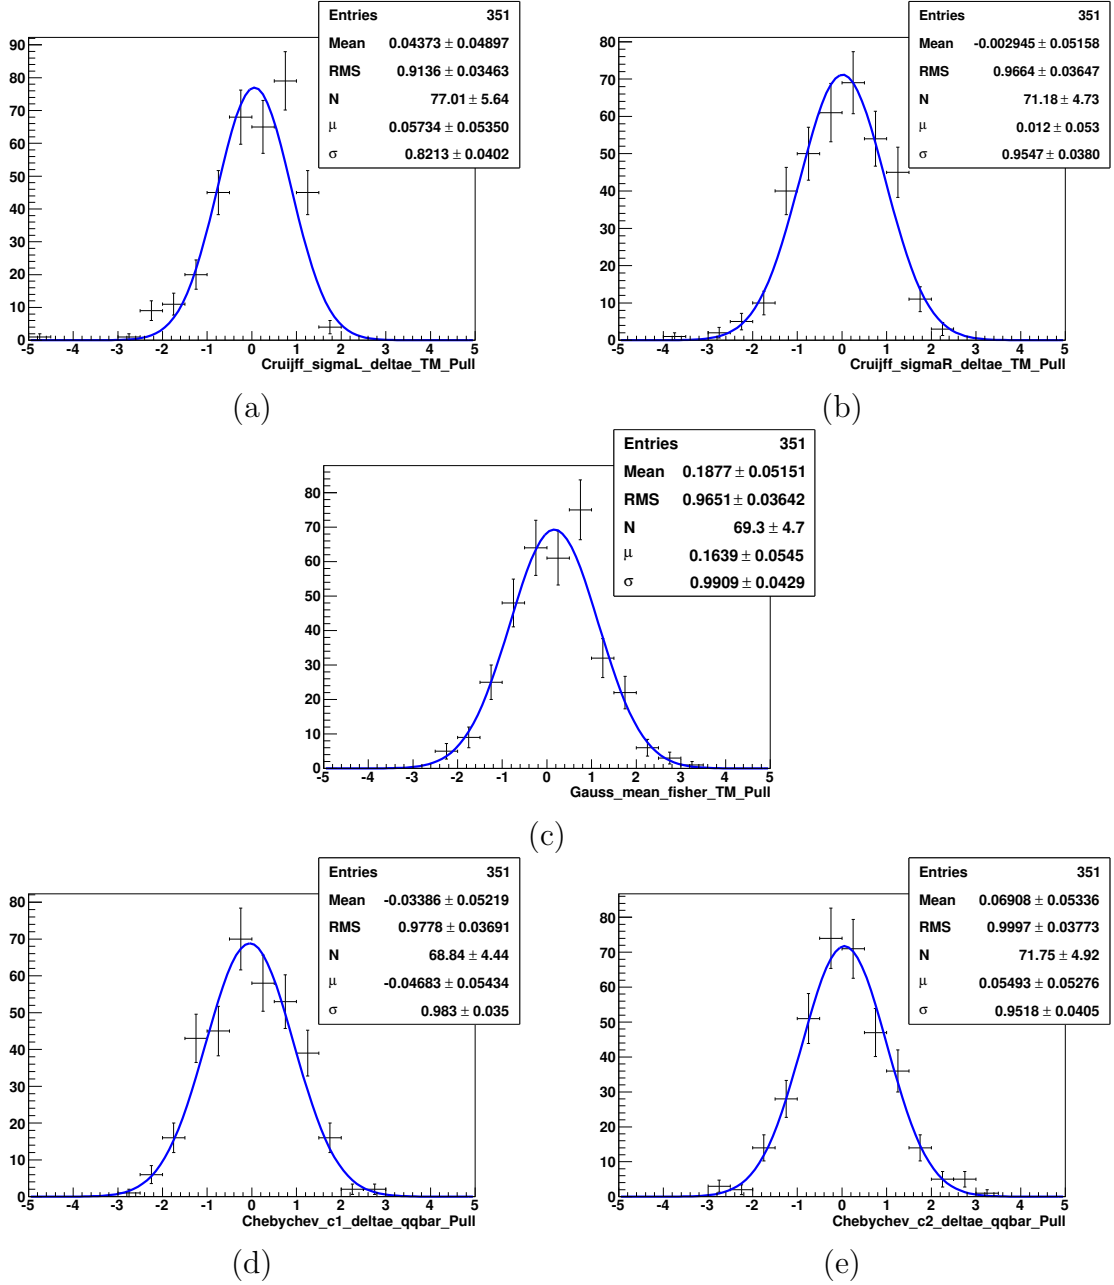 Entries 351
Mean 0.04373 ± 0.04897
RMS 0.9136 ± 0.03463
N 77.01 ± 5.64
μ 0.05734 ± 0.05350
σ 0.8213 ± 0.0402
90
80
70
60
50
40
30
20
10
0
-5 -4 -3 -2 -1 0 1 2 3 4 5
Cruijff_sigmaL_deltae_TM_Pull
(a)
Entries 351
Mean -0.002945 ± 0.05158
RMS 0.9664 ± 0.03647
N 71.18 ± 4.73
μ 0.012 ± 0.053
σ 0.9547 ± 0.0380
80
70
60
50
40
30
20
10
0
-5 -4 -3 -2 -1 0 1 2 3 4 5
Cruijff_sigmaR_deltae_TM_Pull
(b)
Entries 351
Mean 0.1877 ± 0.05151
RMS 0.9651 ± 0.03642
N 69.3 ± 4.7
μ 0.1639 ± 0.0545
σ 0.9909 ± 0.0429
80
70
60
50
40
30
20
10
0
-5 -4 -3 -2 -1 0 1 2 3 4 5
Gauss_mean_fisher_TM_Pull
(c)
Entries 351
Mean -0.03386 ± 0.05219
RMS 0.9778 ± 0.03691
N 68.84 ± 4.44
μ -0.04683 ± 0.05434
σ 0.983 ± 0.035
80
70
60
50
40
30
20
10
0
-5 -4 -3 -2 -1 0 1 2 3 4 5
Chebychev_c1_deltae_qqbar_Pull
(d)
Entries 351
Mean 0.06908 ± 0.05336
RMS 0.9997 ± 0.03773
N 71.75 ± 4.92
μ 0.05493 ± 0.05276
σ 0.9518 ± 0.0405
80
70
60
50
40
30
20
10
0
-5 -4 -3 -2 -1 0 1 2 3 4 5
Chebychev_c2_deltae_qqbar_Pull
(e)